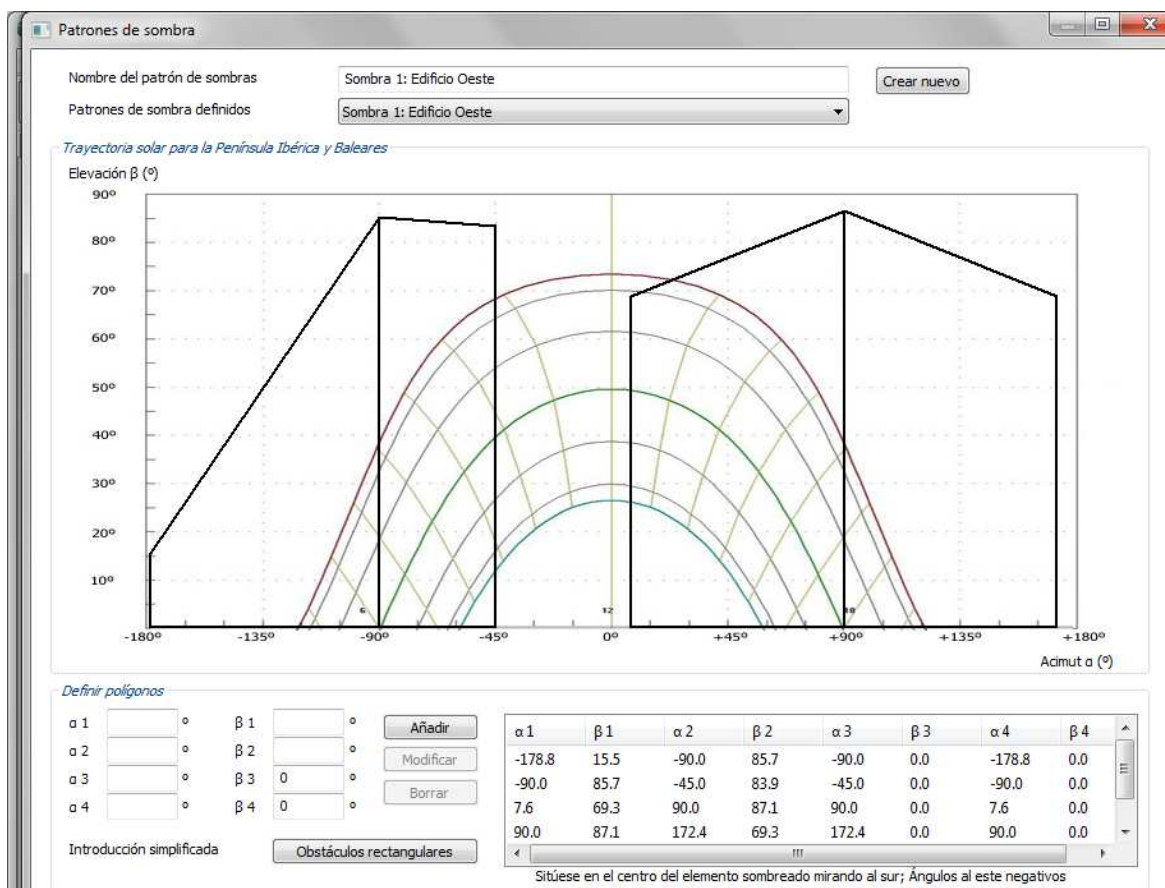 Patrones de sombra
Nombre del patrón de sombras
Sombra 1: Edificio Oeste
Crear nuevo
Patrones de sombra definidos
Sombra 1: Edificio Oeste
Trayectoria solar para la Península Ibérica y Baleares
Elevación β (º)
90º
80º
70º
60º
50º
40º
30º
20º
10º
6
12
18
-180º -135º -90º -45º 0º +45º +90º +135º +180º
Acimut α (º)
Definir polígonos
α 1 º β 1 º Añadir
α 2 º β 2 º Modificar
α 3 º β 3 0 º Borrar
α 4 º β 4 0 º
Introducción simplificada
Obstáculos rectangulares
α 1 β 1 α 2 β 2 α 3 β 3 α 4 β 4
-178.8 15.5 -90.0 85.7 -90.0 0.0 -178.8 0.0
-90.0 85.7 -45.0 83.9 -45.0 0.0 -90.0 0.0
7.6 69.3 90.0 87.1 90.0 0.0 7.6 0.0
90.0 87.1 172.4 69.3 172.4 0.0 90.0 0.0
Sitúese en el centro del elemento sombreado mirando al sur; Ángulos al este negativos